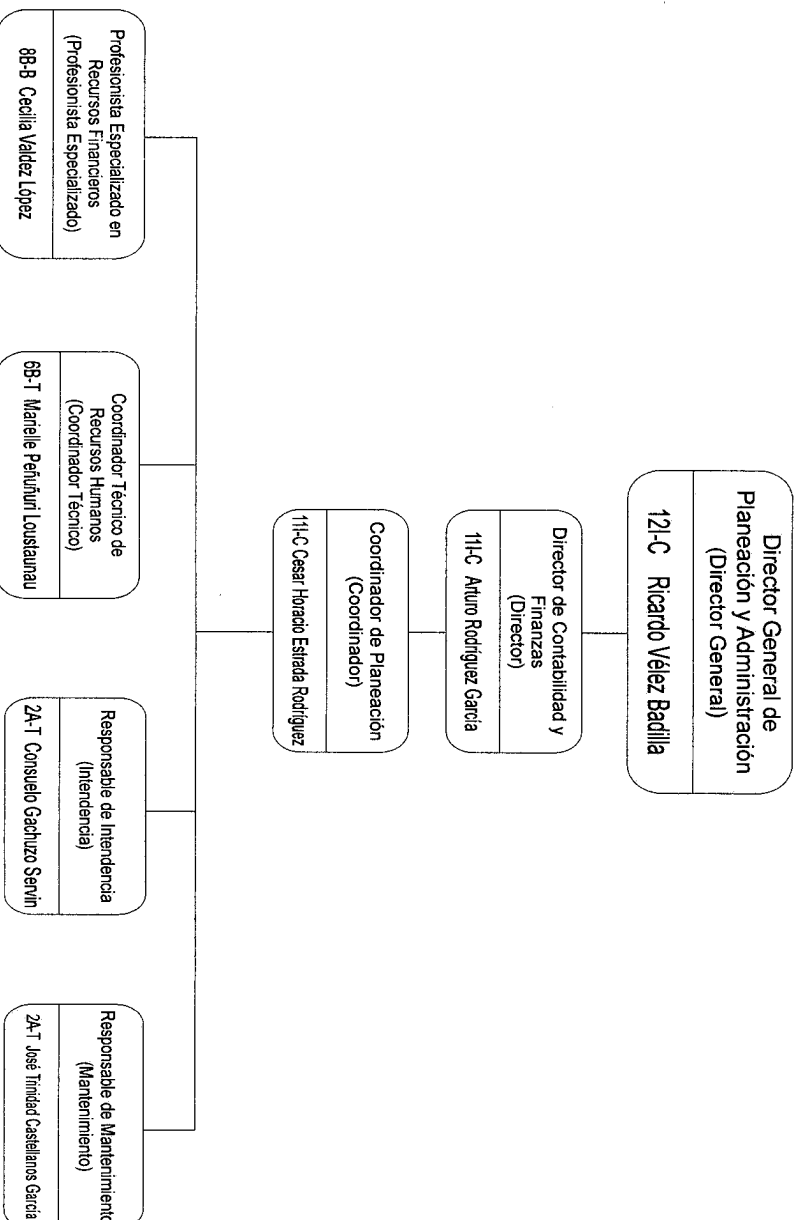 Director General de
Planeación y Administración
(Director General)
12I-C Ricardo Vélez Badilla
Director de Contabilidad y
Finanzas
(Director)
11I-C Arturo Rodríguez García
Coordinador de Planeación
(Coordinador)
11I-C Cesar Horacio Estrada Rodríguez
Profesionista Especializado en
Recursos Financieros
(Profesionista Especializado)
8B-B Cecilia Valdez López
Coordinador Técnico de
Recursos Humanos
(Coordinador Técnico)
6B-T Marielle Peñuñuri Loustaunau
Responsable de Intendencia
(Intendencia)
2A-T Consuelo Gachuzo Servin
Responsable de Mantenimiento
(Mantenimiento)
2A-T José Trinidad Castellanos García